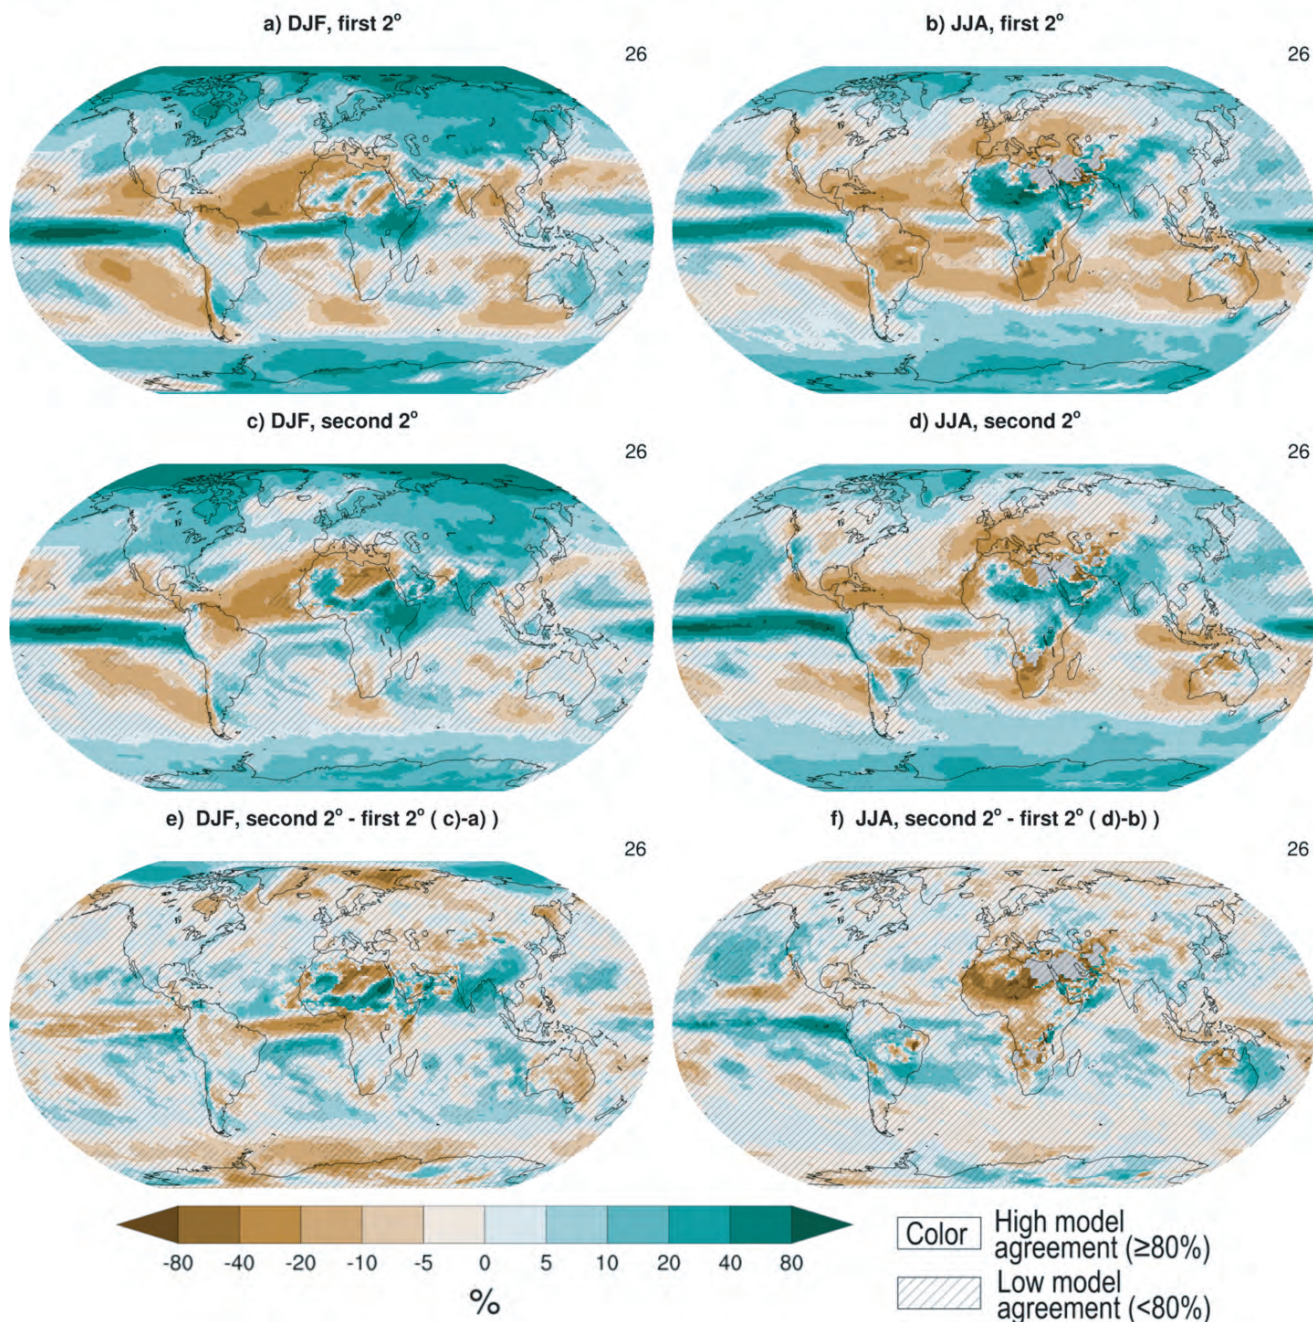 a) DJF, first 2°
b) JJA, first 2°
26
26
c) DJF, second 2°
d) JJA, second 2°
26
26
e) DJF, second 2° - first 2° ( c)-a) )
f) JJA, second 2° - first 2° ( d)-b) )
26
26
-80 -40 -20 -10 -5 0 5 10 20 40 80
%
Color
High model
agreement (≥80%)
Low model
agreement (<80%)